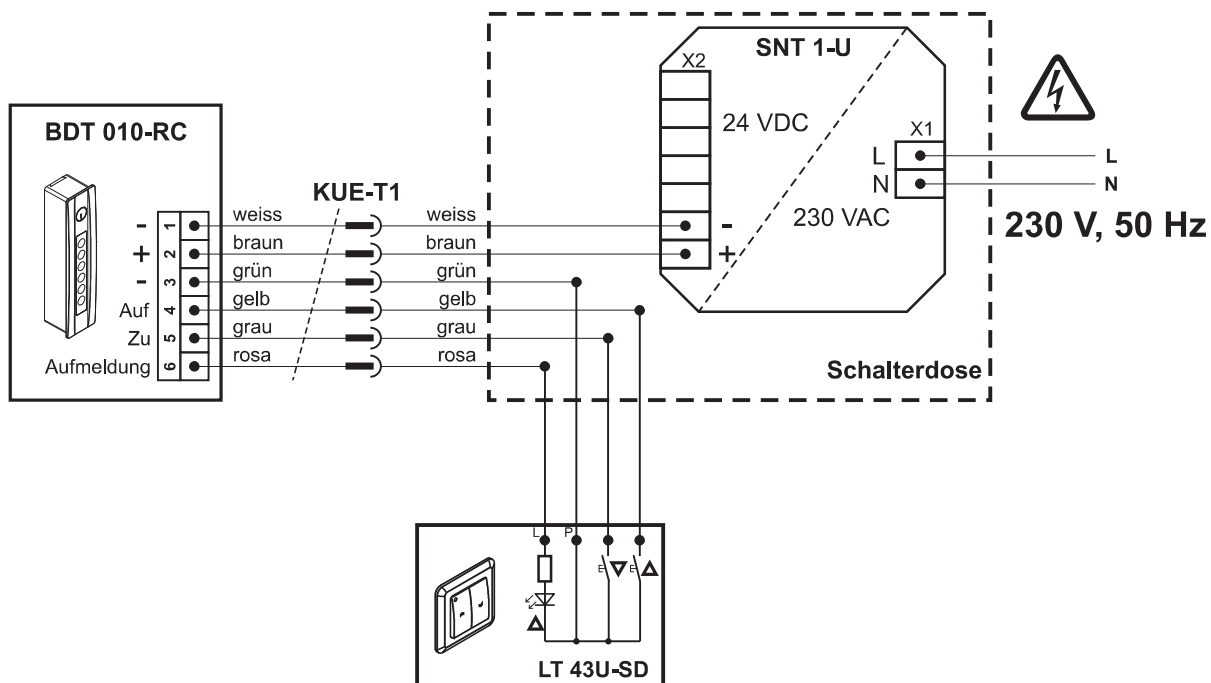 SNT 1-U
X2
24 VDC
X1
L
N
L
N
230 VAC
230 V, 50 Hz
-
+
Schalterdose
BDT 010-RC
KUE-T1
- 1 weiss weiss
+ 2 braun braun
- 3 grün grün
Auf 4 gelb gelb
Zu 5 grau grau
Aufmeldung 6 rosa rosa
L P
LT 43U-SD